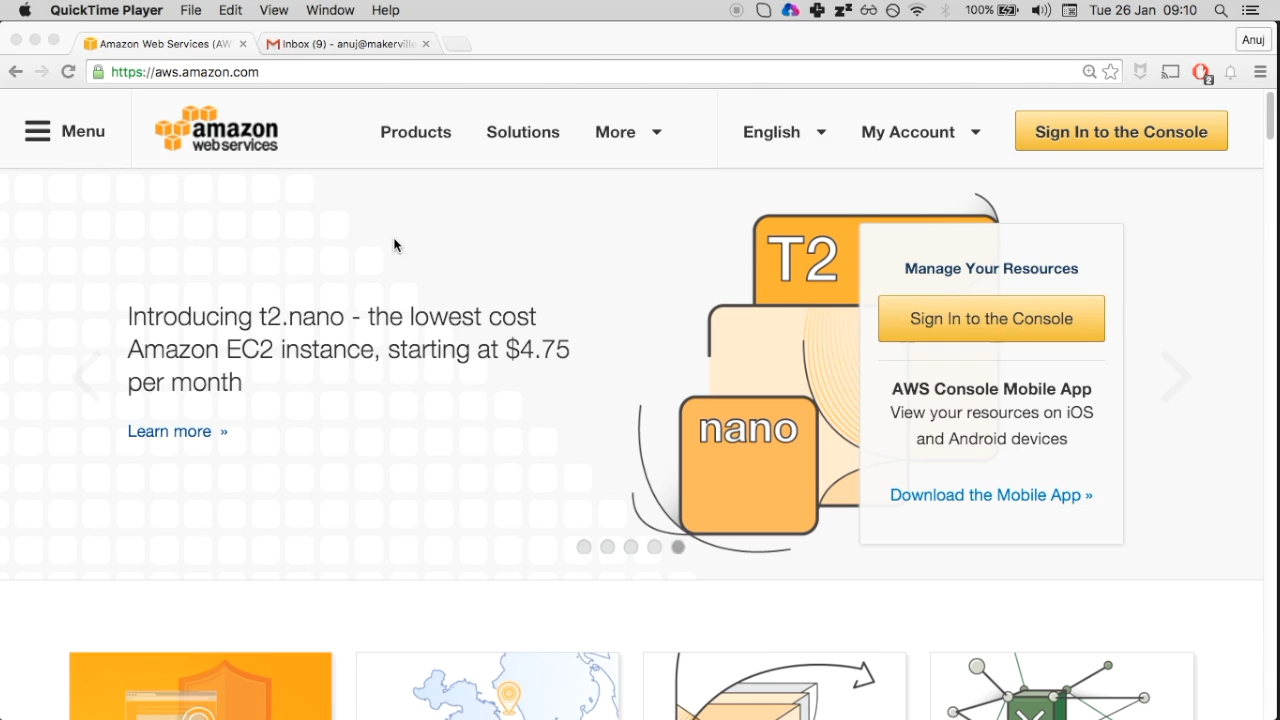 QuickTime Player File Edit View Window Help 100% Tue 26 Jan 09:10
Amazon Web Services (AW Inbox (9) - anuj@makerville Anuj
https://aws.amazon.com
2
Menu amazon web services Products Solutions More English My Account Sign In to the Console
T2
nano
Introducing t2.nano - the lowest cost
Amazon EC2 instance, starting at $4.75
per month
Learn more »
Manage Your Resources
Sign In to the Console
AWS Console Mobile App
View your resources on iOS
and Android devices
Download the Mobile App »